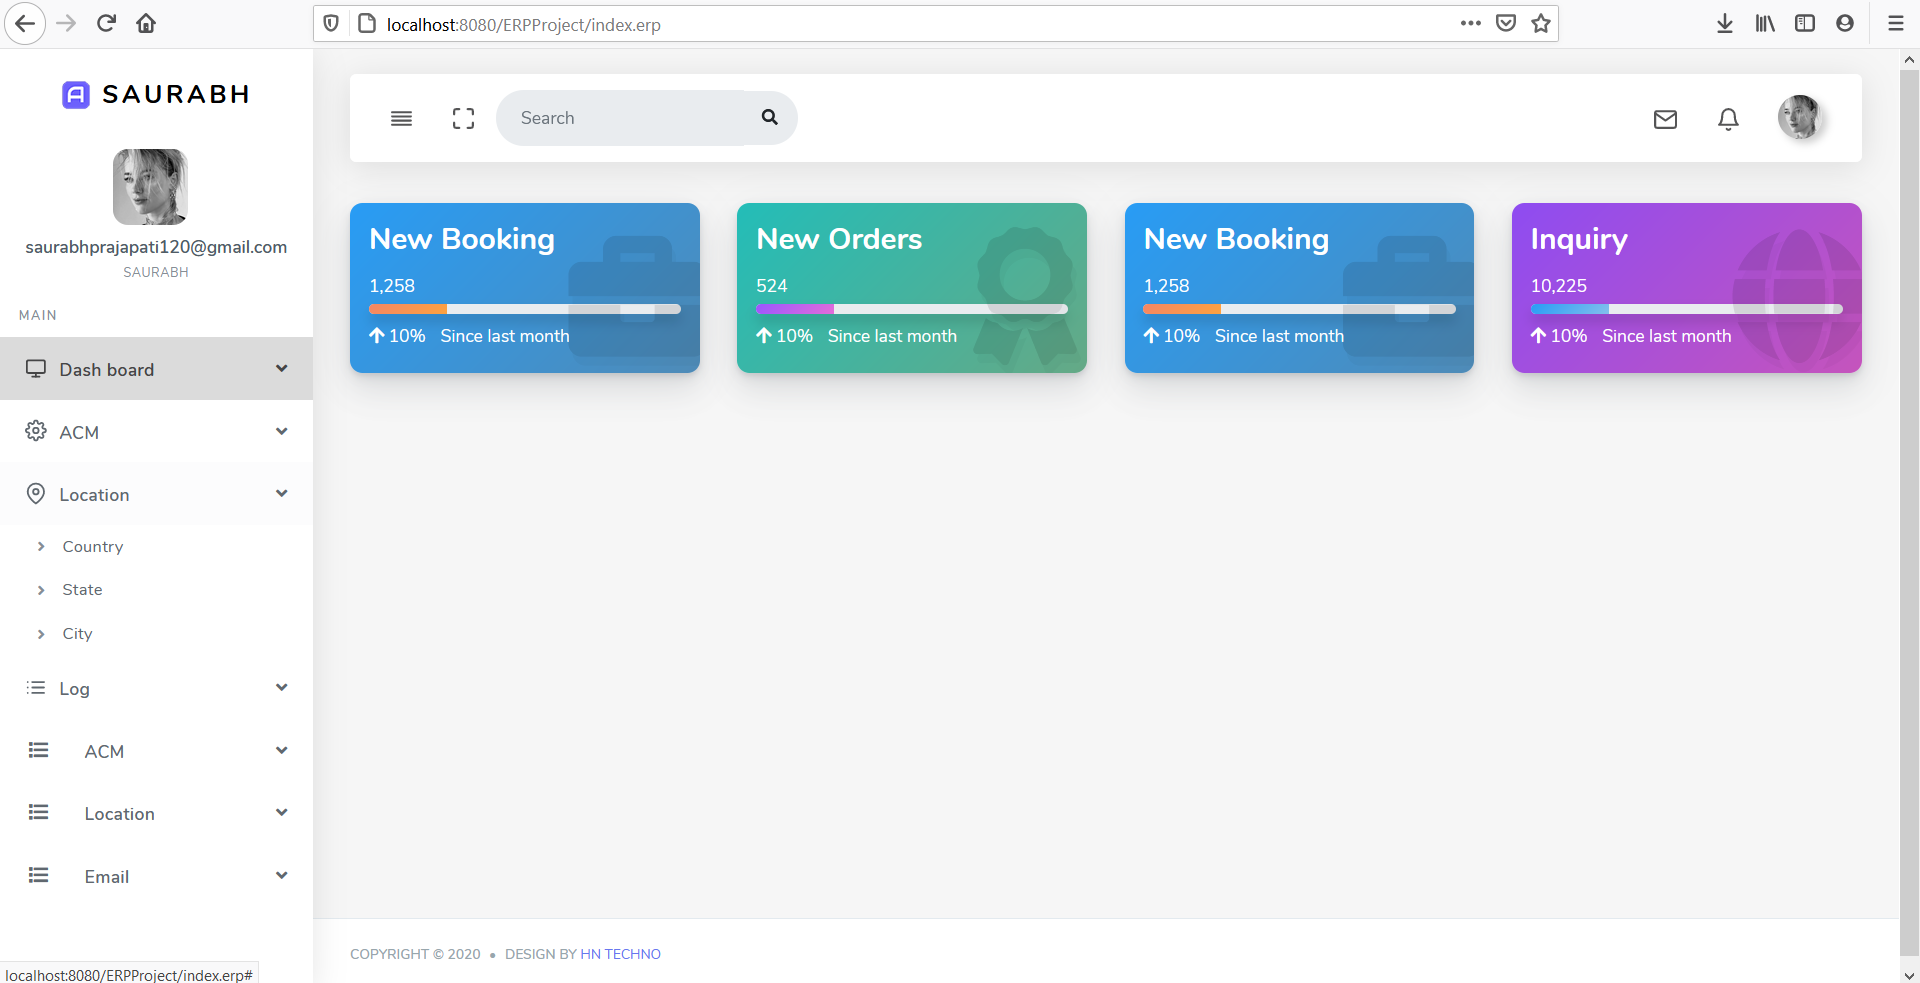 localhost:8080/ERPProject/index.erp
SAURABH
saurabhprajapati120@gmail.com
SAURABH
MAIN
Dash board
ACM
Location
Country
State
City
Log
ACM
Location
Email
Search
New Booking
1,258
10% Since last month
New Orders
524
10% Since last month
New Booking
1,258
10% Since last month
Inquiry
10,225
10% Since last month
COPYRIGHT © 2020 • DESIGN BY HN TECHNO
localhost:8080/ERPProject/index.erp#